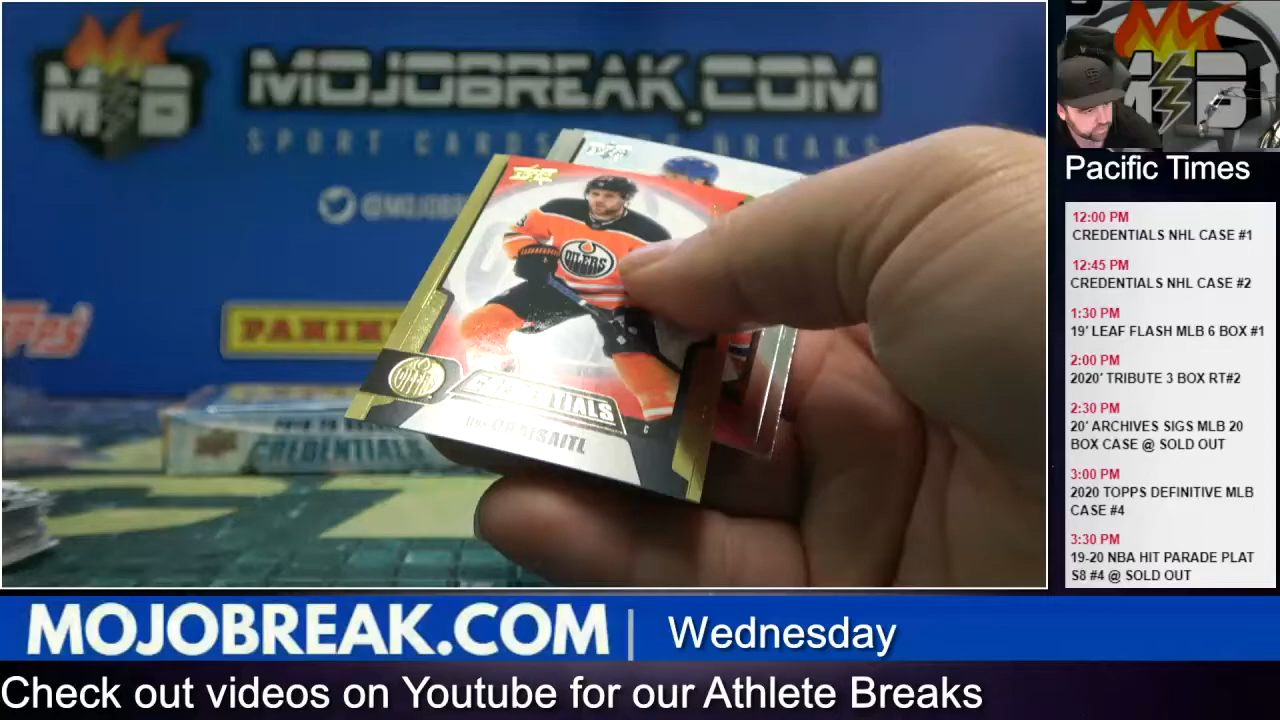 MOJOBREAK.COM
M
B
SPORT CARDS
BREAKS
@MOJOB
TOPPS
PANINI
CREDENTIALS
OILERS
CREDENTIALS
DRAISAITL
C
M
B
Pacific Times
12:00 PM
CREDENTIALS NHL CASE #1
12:45 PM
CREDENTIALS NHL CASE #2
1:30 PM
19' LEAF FLASH MLB 6 BOX #1
2:00 PM
2020' TRIBUTE 3 BOX RT#2
2:30 PM
20' ARCHIVES SIGS MLB 20
BOX CASE @ SOLD OUT
3:00 PM
2020 TOPPS DEFINITIVE MLB
CASE #4
3:30 PM
19-20 NBA HIT PARADE PLAT
S8 #4 @ SOLD OUT
MOJOBREAK.COM | Wednesday
Check out videos on Youtube for our Athlete Breaks